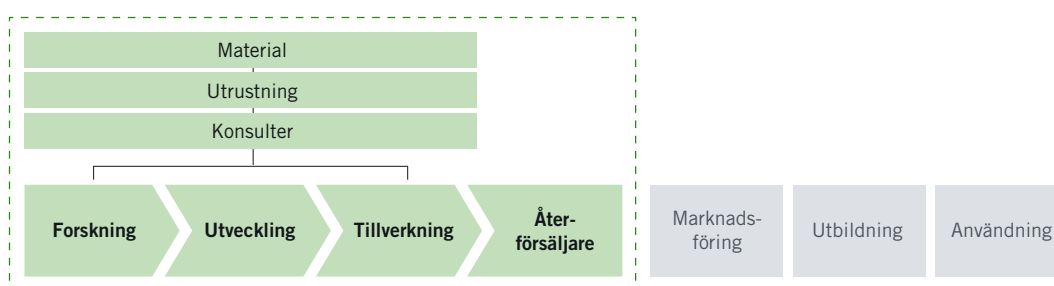 Material
Utrustning
Konsulter
Forskning
Utveckling
Tillverkning
Åter-
försäljare
Marknads-
föring
Utbildning
Användning